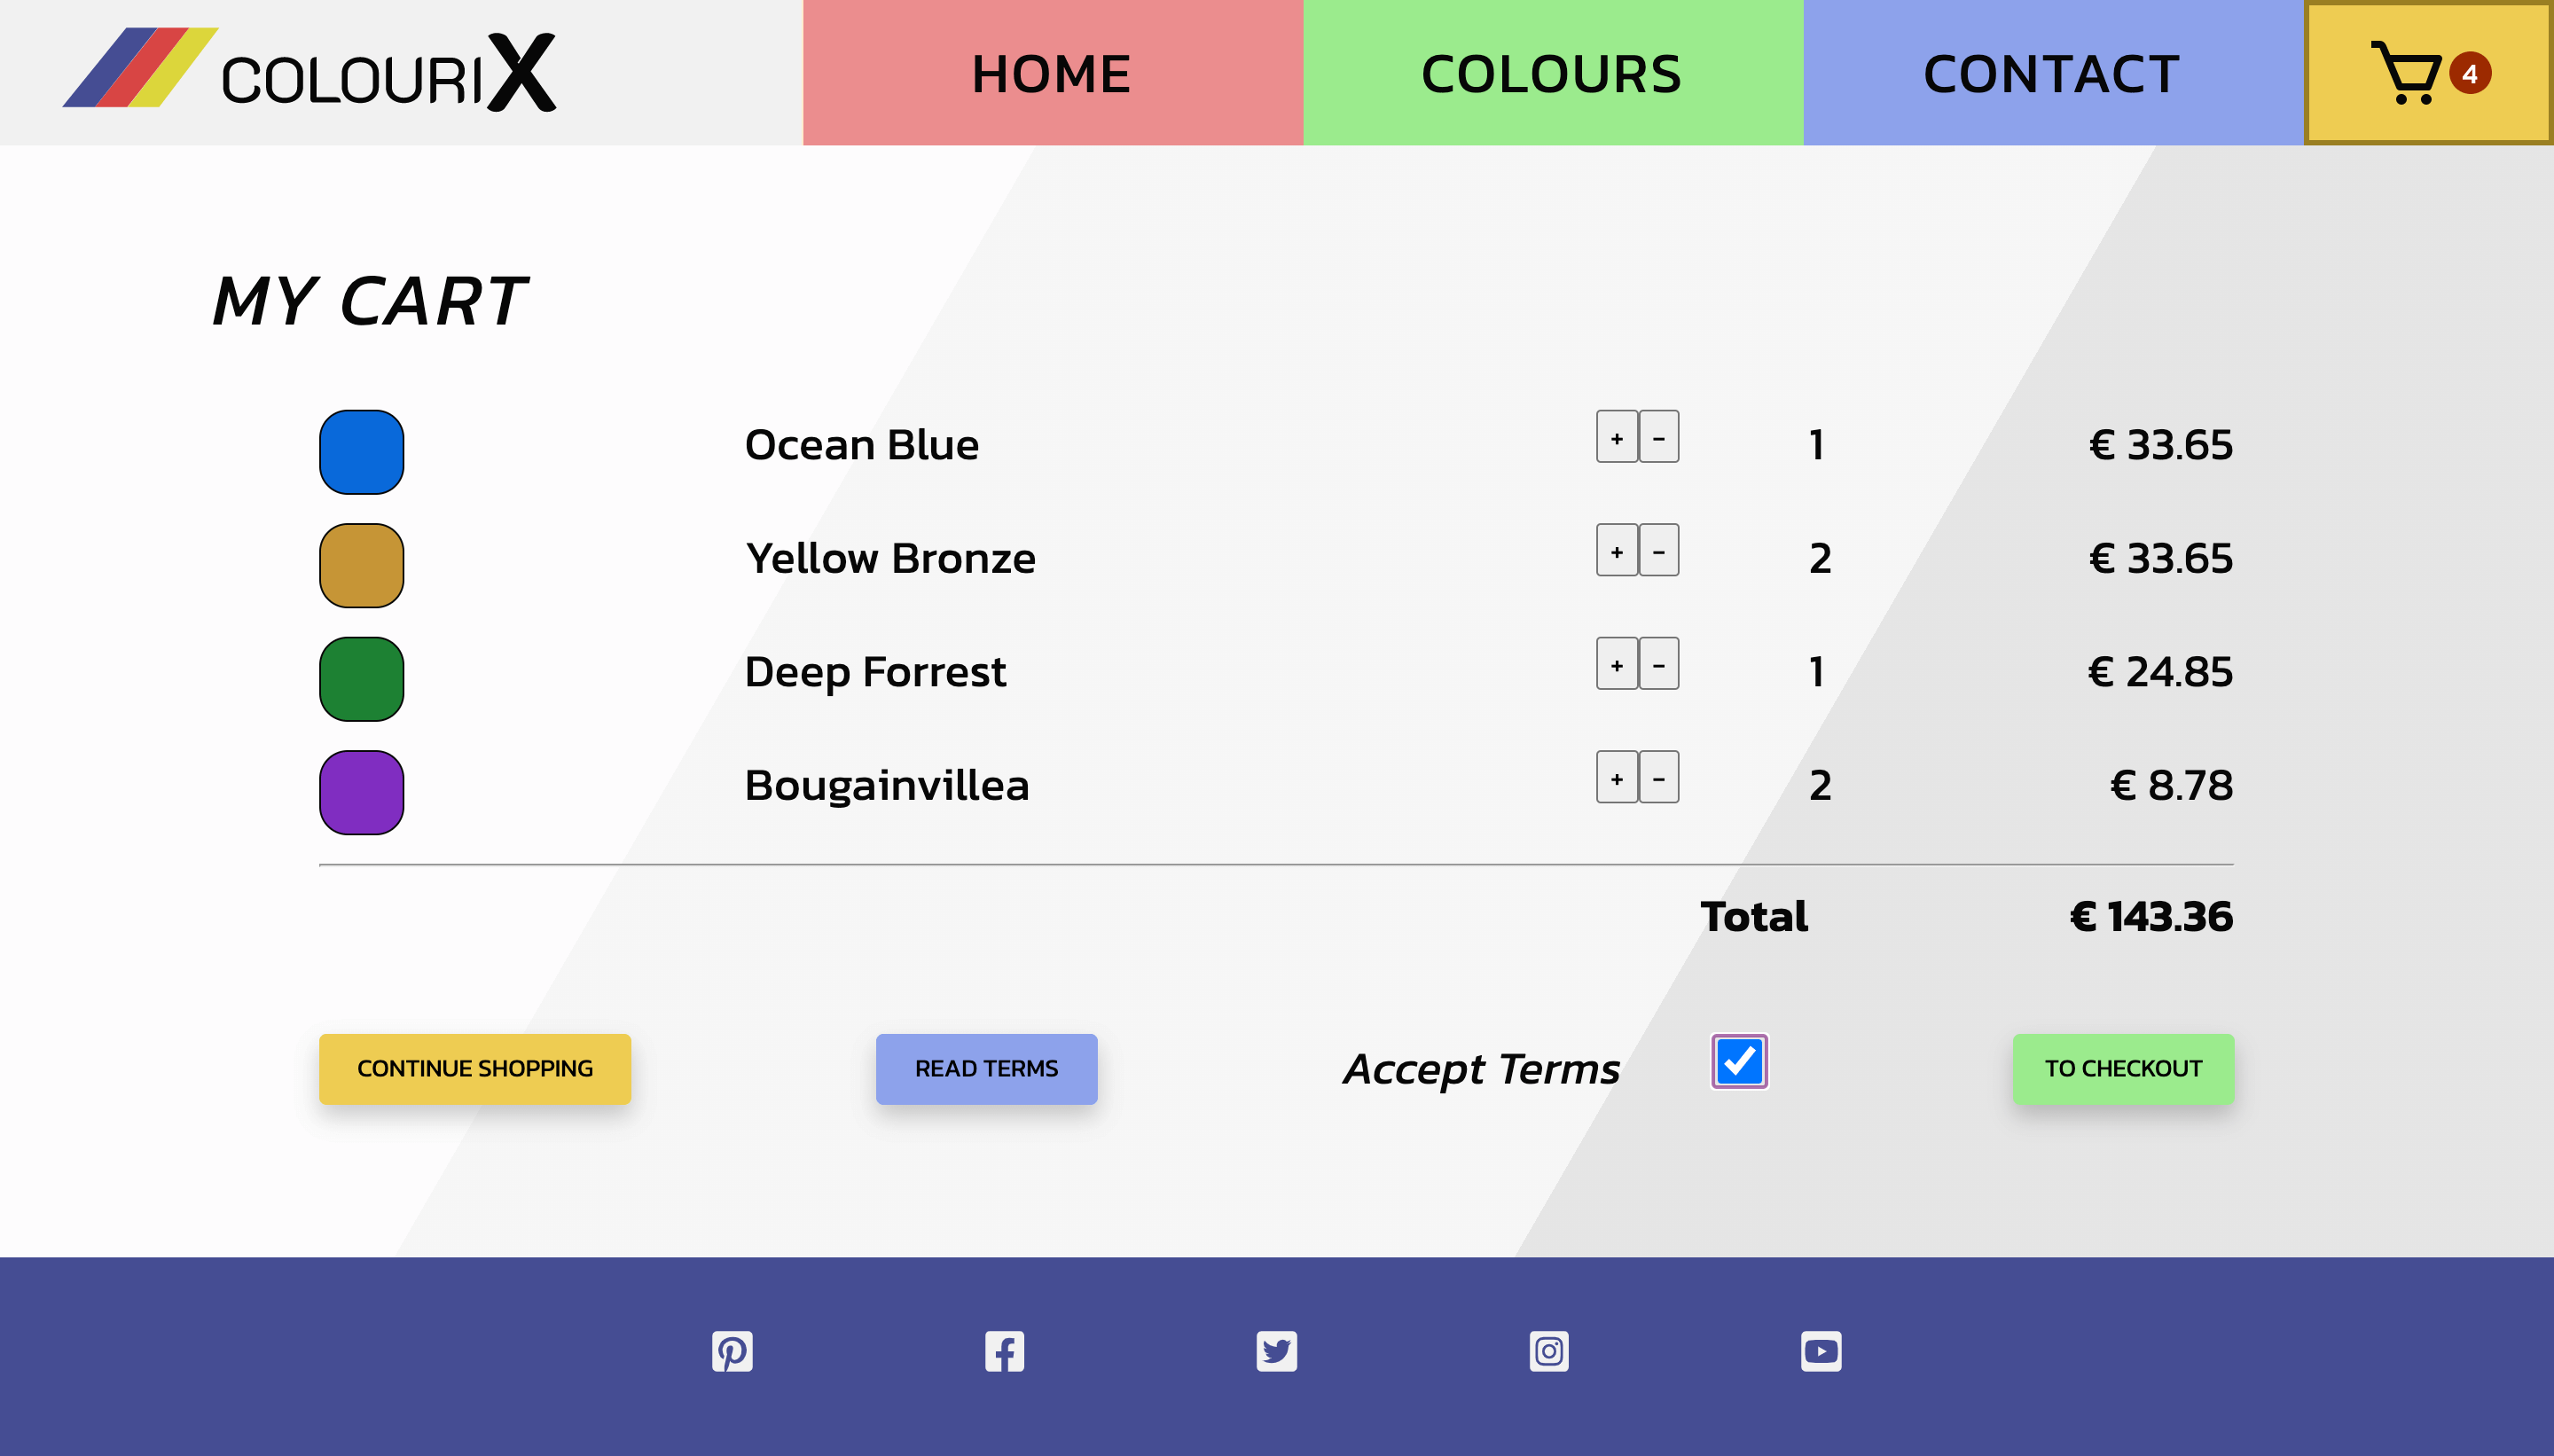 COLOURIX HOME COLOURS CONTACT 4
MY CART
Ocean Blue + - 1 € 33.65
Yellow Bronze + - 2 € 33.65
Deep Forrest + - 1 € 24.85
Bougainvillea + - 2 € 8.78
Total € 143.36
CONTINUE SHOPPING READ TERMS Accept Terms TO CHECKOUT